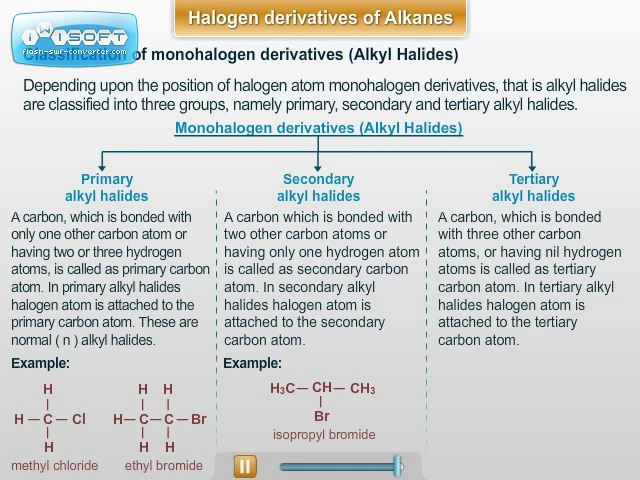 Halogen derivatives of Alkanes
iWiSOFT
flash-swf-converter.com
Classification of monohalogen derivatives (Alkyl Halides)
Depending upon the position of halogen atom monohalogen derivatives, that is alkyl halides
are classified into three groups, namely primary, secondary and tertiary alkyl halides.
Monohalogen derivatives (Alkyl Halides)
Primary
alkyl halides
A carbon, which is bonded with
only one other carbon atom or
having two or three hydrogen
atoms, is called as primary carbon
atom. In primary alkyl halides
halogen atom is attached to the
primary carbon atom. These are
normal ( n ) alkyl halides.
Example:
H
H — C — Cl
H
methyl chloride
H H
H — C — C — Br
H H
ethyl bromide
Secondary
alkyl halides
A carbon which is bonded with
two other carbon atoms or
having only one hydrogen atom
is called as secondary carbon
atom. In secondary alkyl
halides halogen atom is
attached to the secondary
carbon atom.
Example:
H₃C — CH — CH₃
Br
isopropyl bromide
Tertiary
alkyl halides
A carbon, which is bonded
with three other carbon
atoms, or having nil hydrogen
atoms is called as tertiary
carbon atom. In tertiary alkyl
halides halogen atom is
attached to the tertiary
carbon atom.